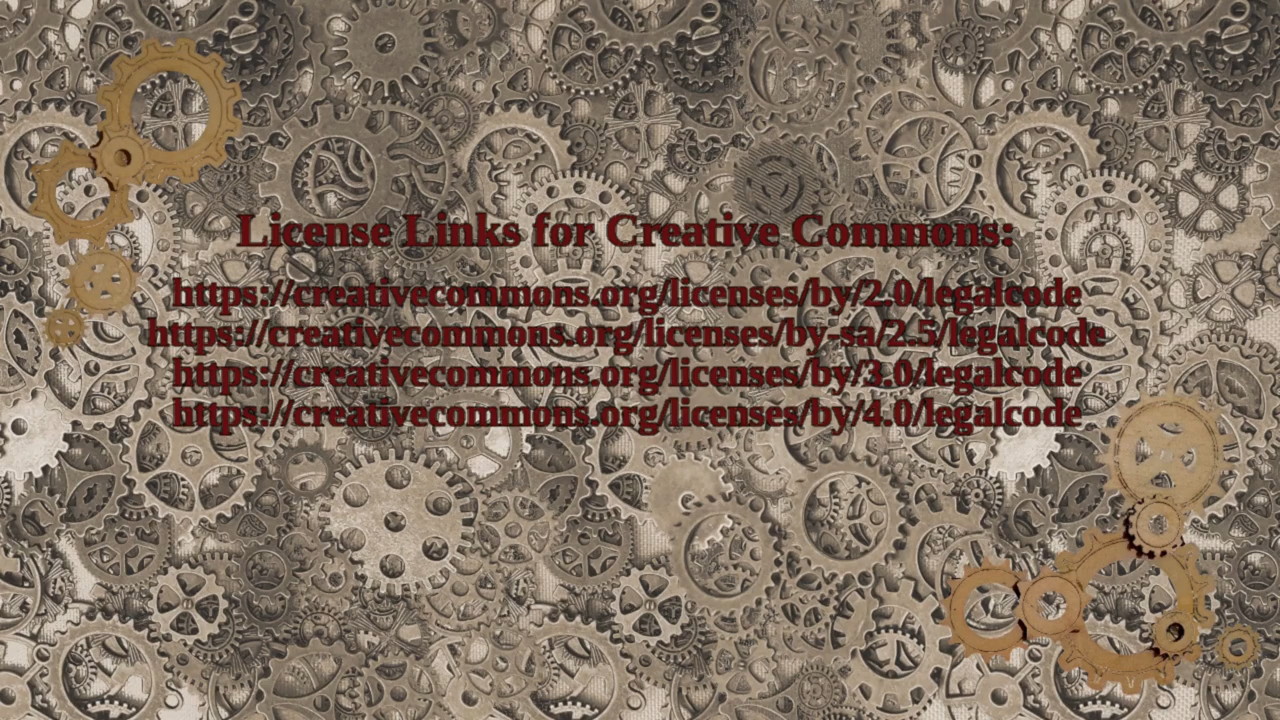 License Links for Creative Commons:
https://creativecommons.org/licenses/by/2.0/legalcode
https://creativecommons.org/licenses/by-sa/2.5/legalcode
https://creativecommons.org/licenses/by/3.0/legalcode
https://creativecommons.org/licenses/by/4.0/legalcode